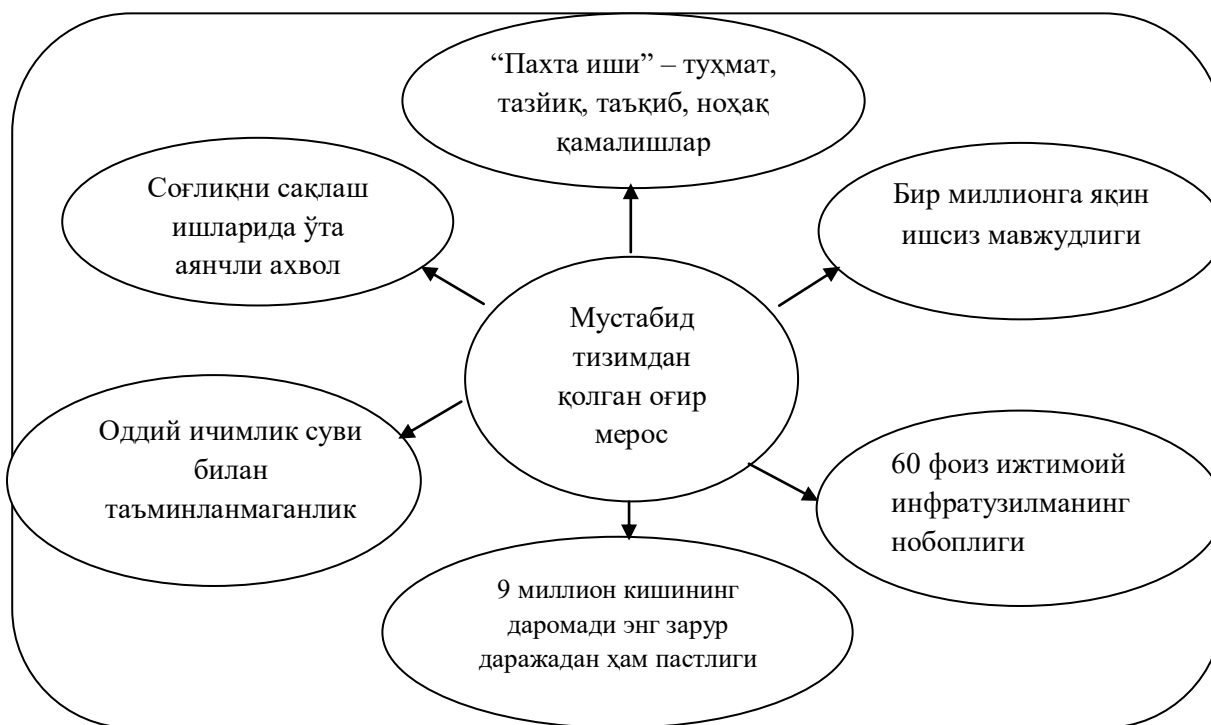 “Пахта иши” – туҳмат,
тазйиқ, таъқиб, ноҳақ
қамалишлар
Соғлиқни сақлаш
ишларида ўта
аянчли ахвол
Бир миллионга яқин
ишсиз мавжудлиги
Мустабид
тизимдан
қолган оғир
мерос
Оддий ичимлик суви
билан
таъминланмаганлик
60 фоиз ижтимоий
инфратузилманинг
нобоплиги
9 миллион кишининг
даромади энг зарур
даражадан ҳам пастлиги